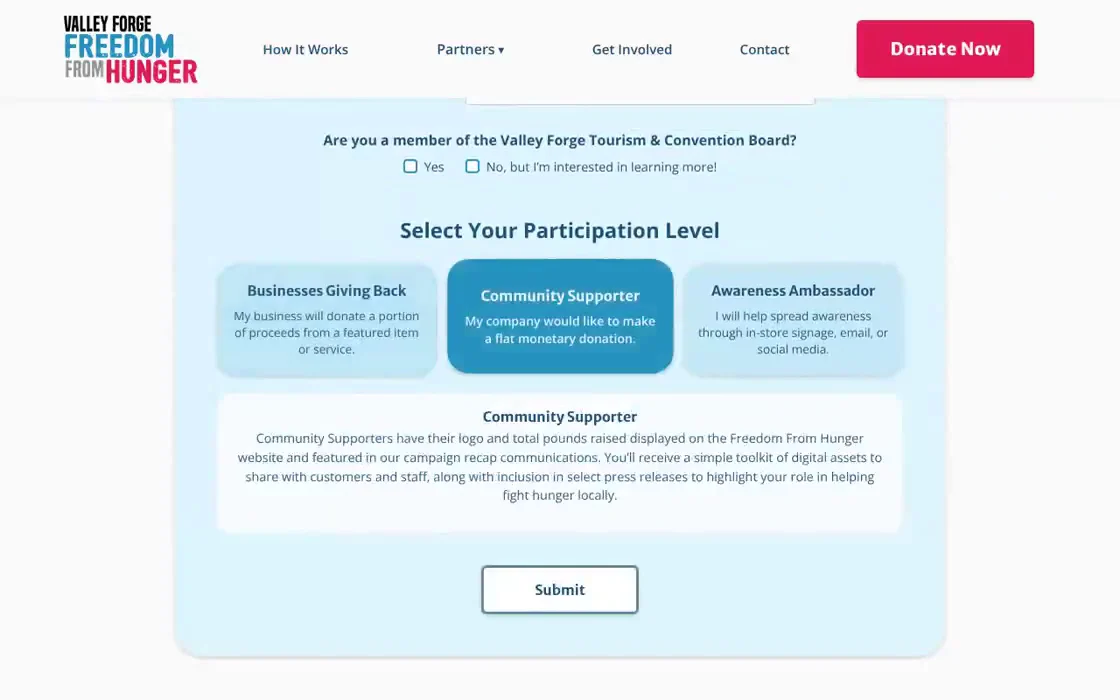 VALLEY FORGE
FREEDOM
FROM HUNGER
How It Works
Partners ▾
Get Involved
Contact
Donate Now
Are you a member of the Valley Forge Tourism & Convention Board?
Yes
No, but I'm interested in learning more!
Select Your Participation Level
Businesses Giving Back
My business will donate a portion
of proceeds from a featured item
or service.
Community Supporter
My company would like to make
a flat monetary donation.
Awareness Ambassador
I will help spread awareness
through in-store signage, email, or
social media.
Community Supporter
Community Supporters have their logo and total pounds raised displayed on the Freedom From Hunger
website and featured in our campaign recap communications. You'll receive a simple toolkit of digital assets to
share with customers and staff, along with inclusion in select press releases to highlight your role in helping
fight hunger locally.
Submit